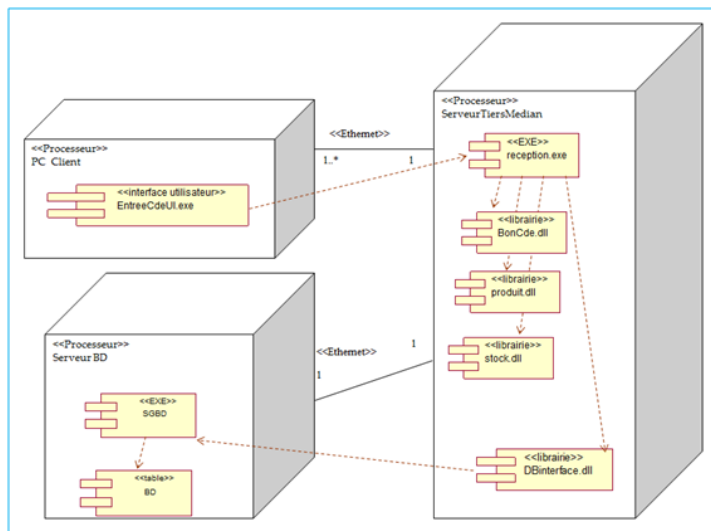 <<Processeur>>
PC Client
<<interface utilisateur>>
EntreeCdeUI.exe
<<Ethernet>>
1..*
1
<<Processeur>>
ServeurTiersMedian
<<EXE>>
reception.exe
<<librairie>>
BonCde.dll
<<librairie>>
produit.dll
<<librairie>>
stock.dll
<<librairie>>
DBinterface.dll
<<Processeur>>
Serveur BD
<<Ethernet>>
1
1
<<EXE>>
SGBD
<<table>>
BD